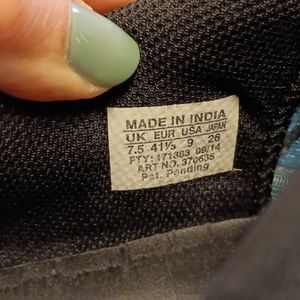 MADE IN INDIA
UK EUR USA JAPAN
7.5 41⅓ 9 26
FTY: 171383 09/14
ART NO. 370635
Pat. Pending